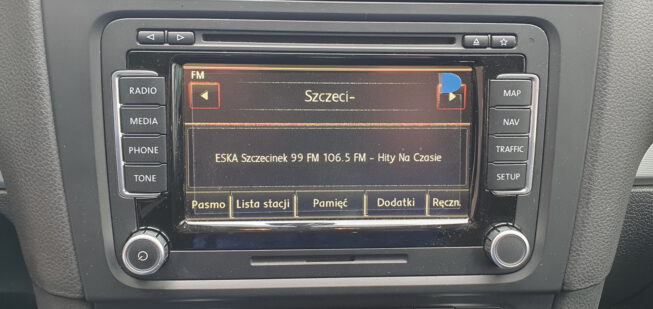 FM
RADIO
MEDIA
PHONE
TONE
Szczeci-
ESKA Szczecinek 99 FM 106.5 FM - Hity Na Czasie
Pasmo Lista stacji Pamięć Dodatki Ręczn.
MAP
NAV
TRAFFIC
SETUP